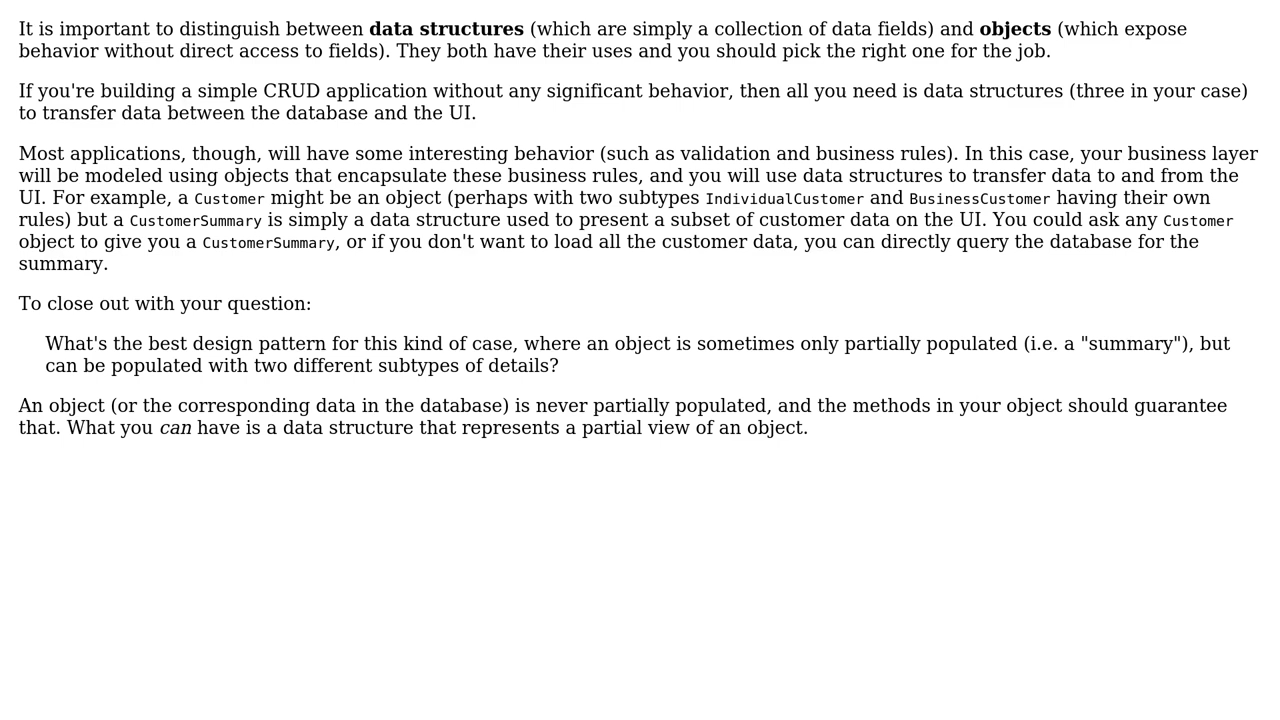 It is important to distinguish between data structures (which are simply a collection of data fields) and objects (which expose
behavior without direct access to fields). They both have their uses and you should pick the right one for the job.
If you're building a simple CRUD application without any significant behavior, then all you need is data structures (three in your case)
to transfer data between the database and the UI.
Most applications, though, will have some interesting behavior (such as validation and business rules). In this case, your business layer
will be modeled using objects that encapsulate these business rules, and you will use data structures to transfer data to and from the
UI. For example, a Customer might be an object (perhaps with two subtypes IndividualCustomer and BusinessCustomer having their own
rules) but a CustomerSummary is simply a data structure used to present a subset of customer data on the UI. You could ask any Customer
object to give you a CustomerSummary, or if you don't want to load all the customer data, you can directly query the database for the
summary.
To close out with your question:
What's the best design pattern for this kind of case, where an object is sometimes only partially populated (i.e. a "summary"), but
can be populated with two different subtypes of details?
An object (or the corresponding data in the database) is never partially populated, and the methods in your object should guarantee
that. What you can have is a data structure that represents a partial view of an object.